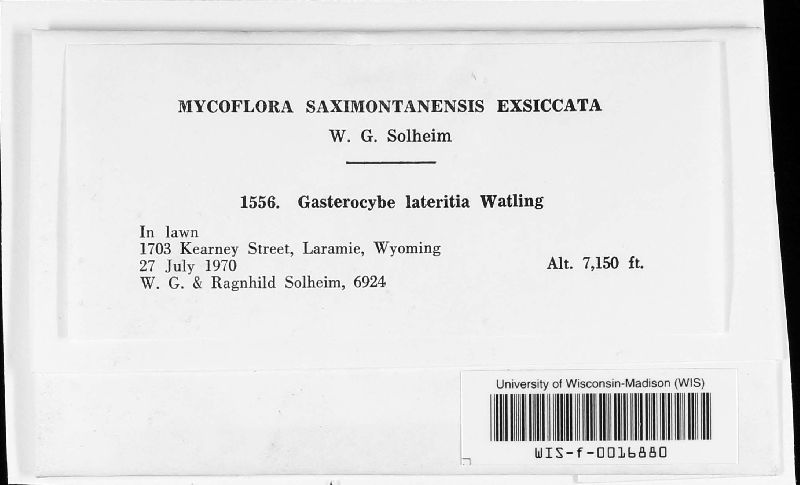 MYCOFLORA SAXIMONTANENSIS EXSICCATA
W. G. Solheim
1556. Gasterocybe lateritia Watling
In lawn
1703 Kearney Street, Laramie, Wyoming
27 July 1970
Alt. 7,150 ft.
W. G. & Ragnhild Solheim, 6924
University of Wisconsin-Madison (WIS)
WIS-f-0016880